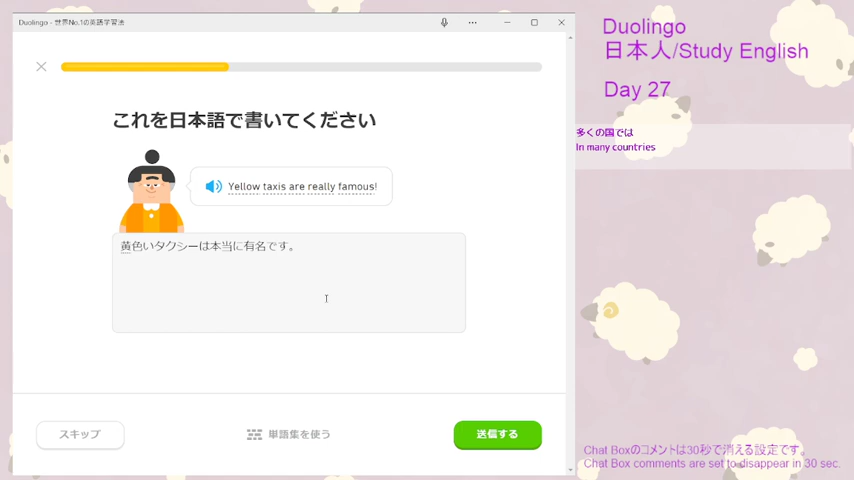 Duolingo - 世界No.1の英語学習法
これを日本語で書いてください
Yellow taxis are really famous!
黄色いタクシーは本当に有名です。
スキップ
単語集を使う
送信する
Duolingo
日本人/Study English
Day 27
多くの国では
In many countries
Chat Boxのコメントは30秒で消える設定です
Chat Box comments are set to disappear in 30 sec.